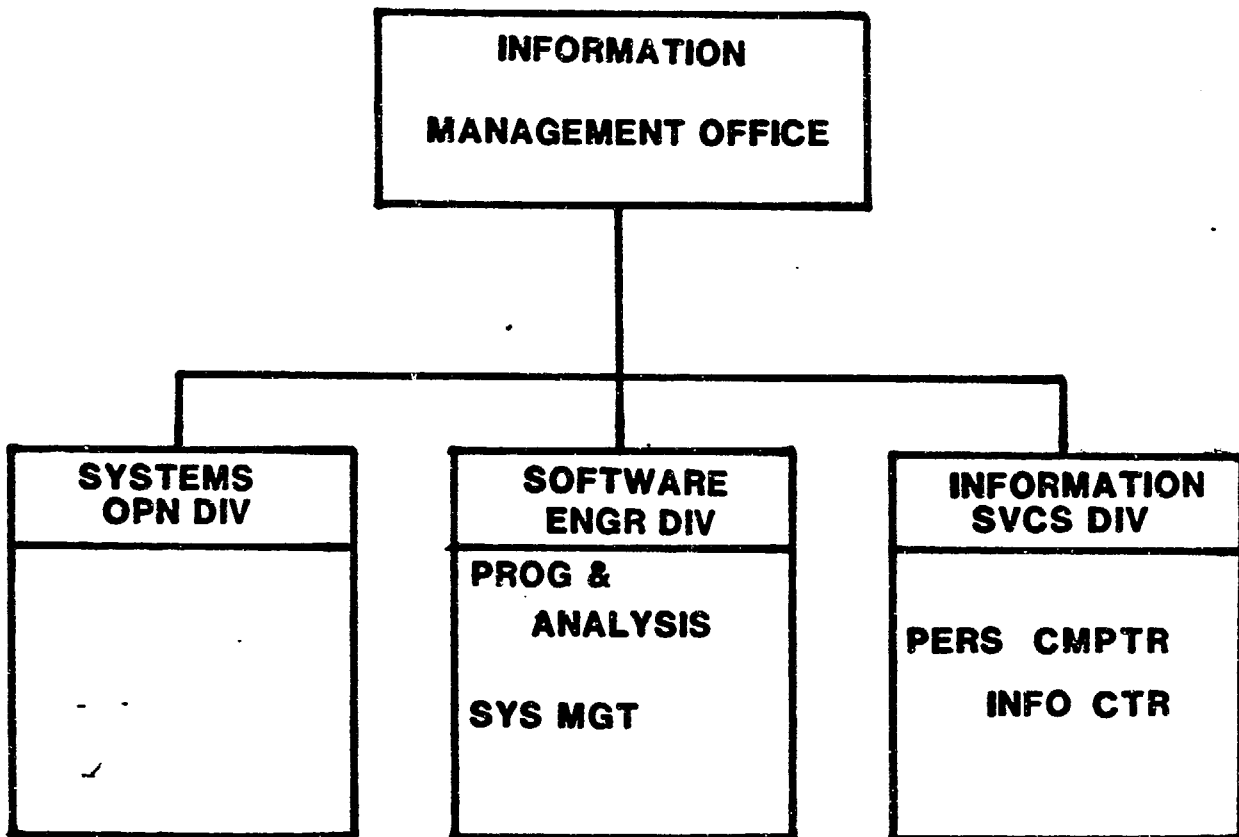 INFORMATION
MANAGEMENT OFFICE
SYSTEMS
OPN DIV
SOFTWARE
ENGR DIV
PROG &
ANALYSIS
SYS MGT
INFORMATION
SVCS DIV
PERS CMPTR
INFO CTR